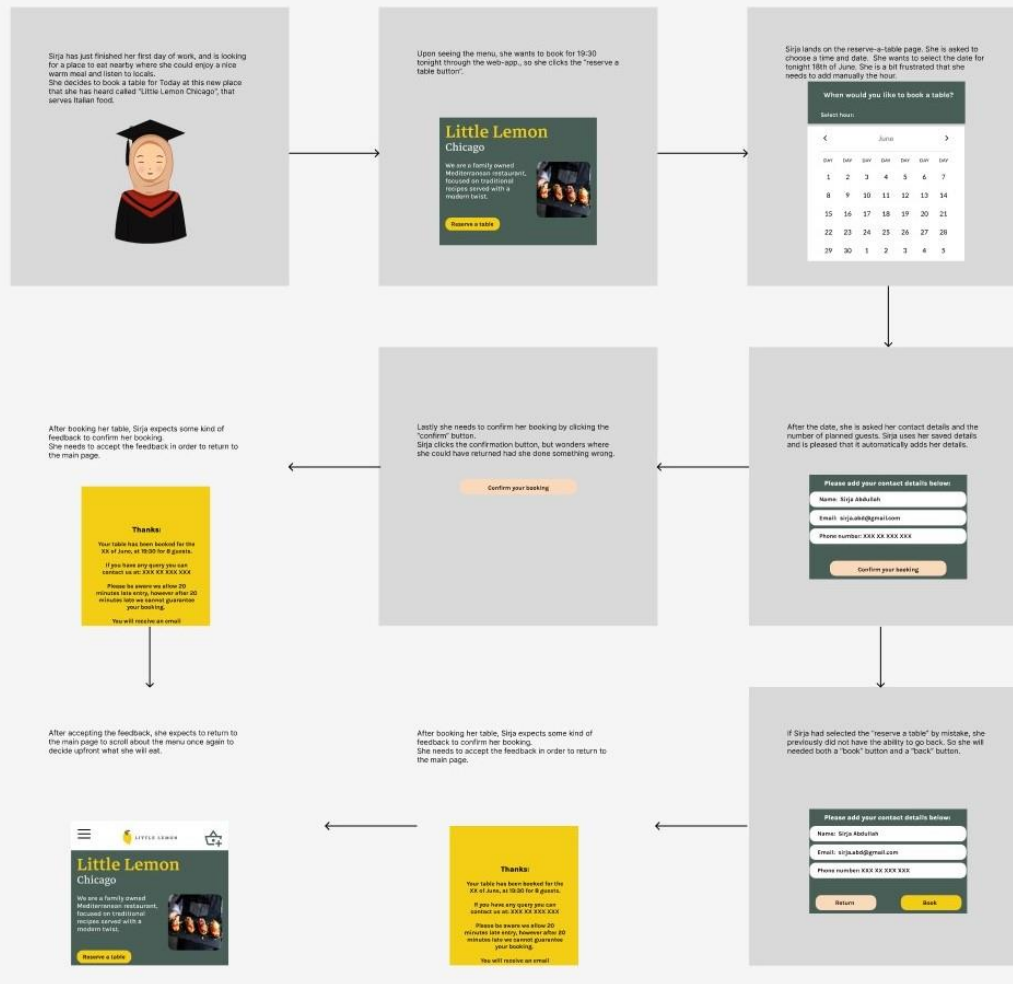 Sirja has just finished her first day of work, and is looking
for a place to eat nearby where she could enjoy a nice
warm meal and listen to locals.
She decides to book a table for Today at this new place
that she has heard called "Little Lemon Chicago", that
serves Italian food.
Upon seeing the menu, she wants to book for 19:30
tonight through the web-app., so she clicks the "reserve a
table button".
Little Lemon
Chicago
We are a family owned
Mediterranean restaurant,
focused on traditional
recipes served with a
modern twist.
Reserve a table
Sirja lands on the reserve-a-table page. She is asked to
choose a time and date. She wants to select the date for
tonight 18th of June. She is a bit frustrated that she
needs to add manually the hour.
When would you like to book a table?
Select hour:
< June >
DAY DAY DAY DAY DAY DAY DAY
1 2 3 4 5 6 7
8 9 10 11 12 13 14
15 16 17 18 19 20 21
22 23 24 25 26 27 28
29 30 1 2 3 4 5
After booking her table, Sirja expects some kind of
feedback to confirm her booking.
She needs to accept the feedback in order to return to
the main page.
Thanks!
Your table has been booked for the
XX of June, at 19:30 for 8 guests.
If you have any query you can
contact us at: XXX XX XXX XXX
Please be aware we allow 20
minutes late entry, however after 20
minutes late we cannot guarantee
your booking.
You will receive an email
Lastly she needs to confirm her booking by clicking the
"confirm" button.
Sirja clicks the confirmation button, but wonders where
she could have returned had she done something wrong.
Confirm your booking
After the date, she is asked her contact details and the
number of planned guests. Sirja uses her saved details
and is pleased that it automatically adds her details.
Please add your contact details below:
Name: Sirja Abdullah
Email: sirja.abd@gmail.com
Phone number: XXX XX XXX XXX
Confirm your booking
After accepting the feedback, she expects to return to
the main page to scroll about the menu once again to
decide upfront what she will eat.
LITTLE LEMON
Little Lemon
Chicago
We are a family owned
Mediterranean restaurant,
focused on traditional
recipes served with a
modern twist.
Reserve a table
After booking her table, Sirja expects some kind of
feedback to confirm her booking.
She needs to accept the feedback in order to return to
the main page.
Thanks!
Your table has been booked for the
XX of June, at 19:30 for 8 guests.
If you have any query you can
contact us at: XXX XX XXX XXX
Please be aware we allow 20
minutes late entry, however after 20
minutes late we cannot guarantee
your booking.
You will receive an email
If Sirja had selected the "reserve a table" by mistake, she
previously did not have the ability to go back. So she will
needed both a "book" button and a "back" button.
Please add your contact details below:
Name: Sirja Abdullah
Email: sirja.abd@gmail.com
Phone number: XXX XX XXX XXX
Return
Book